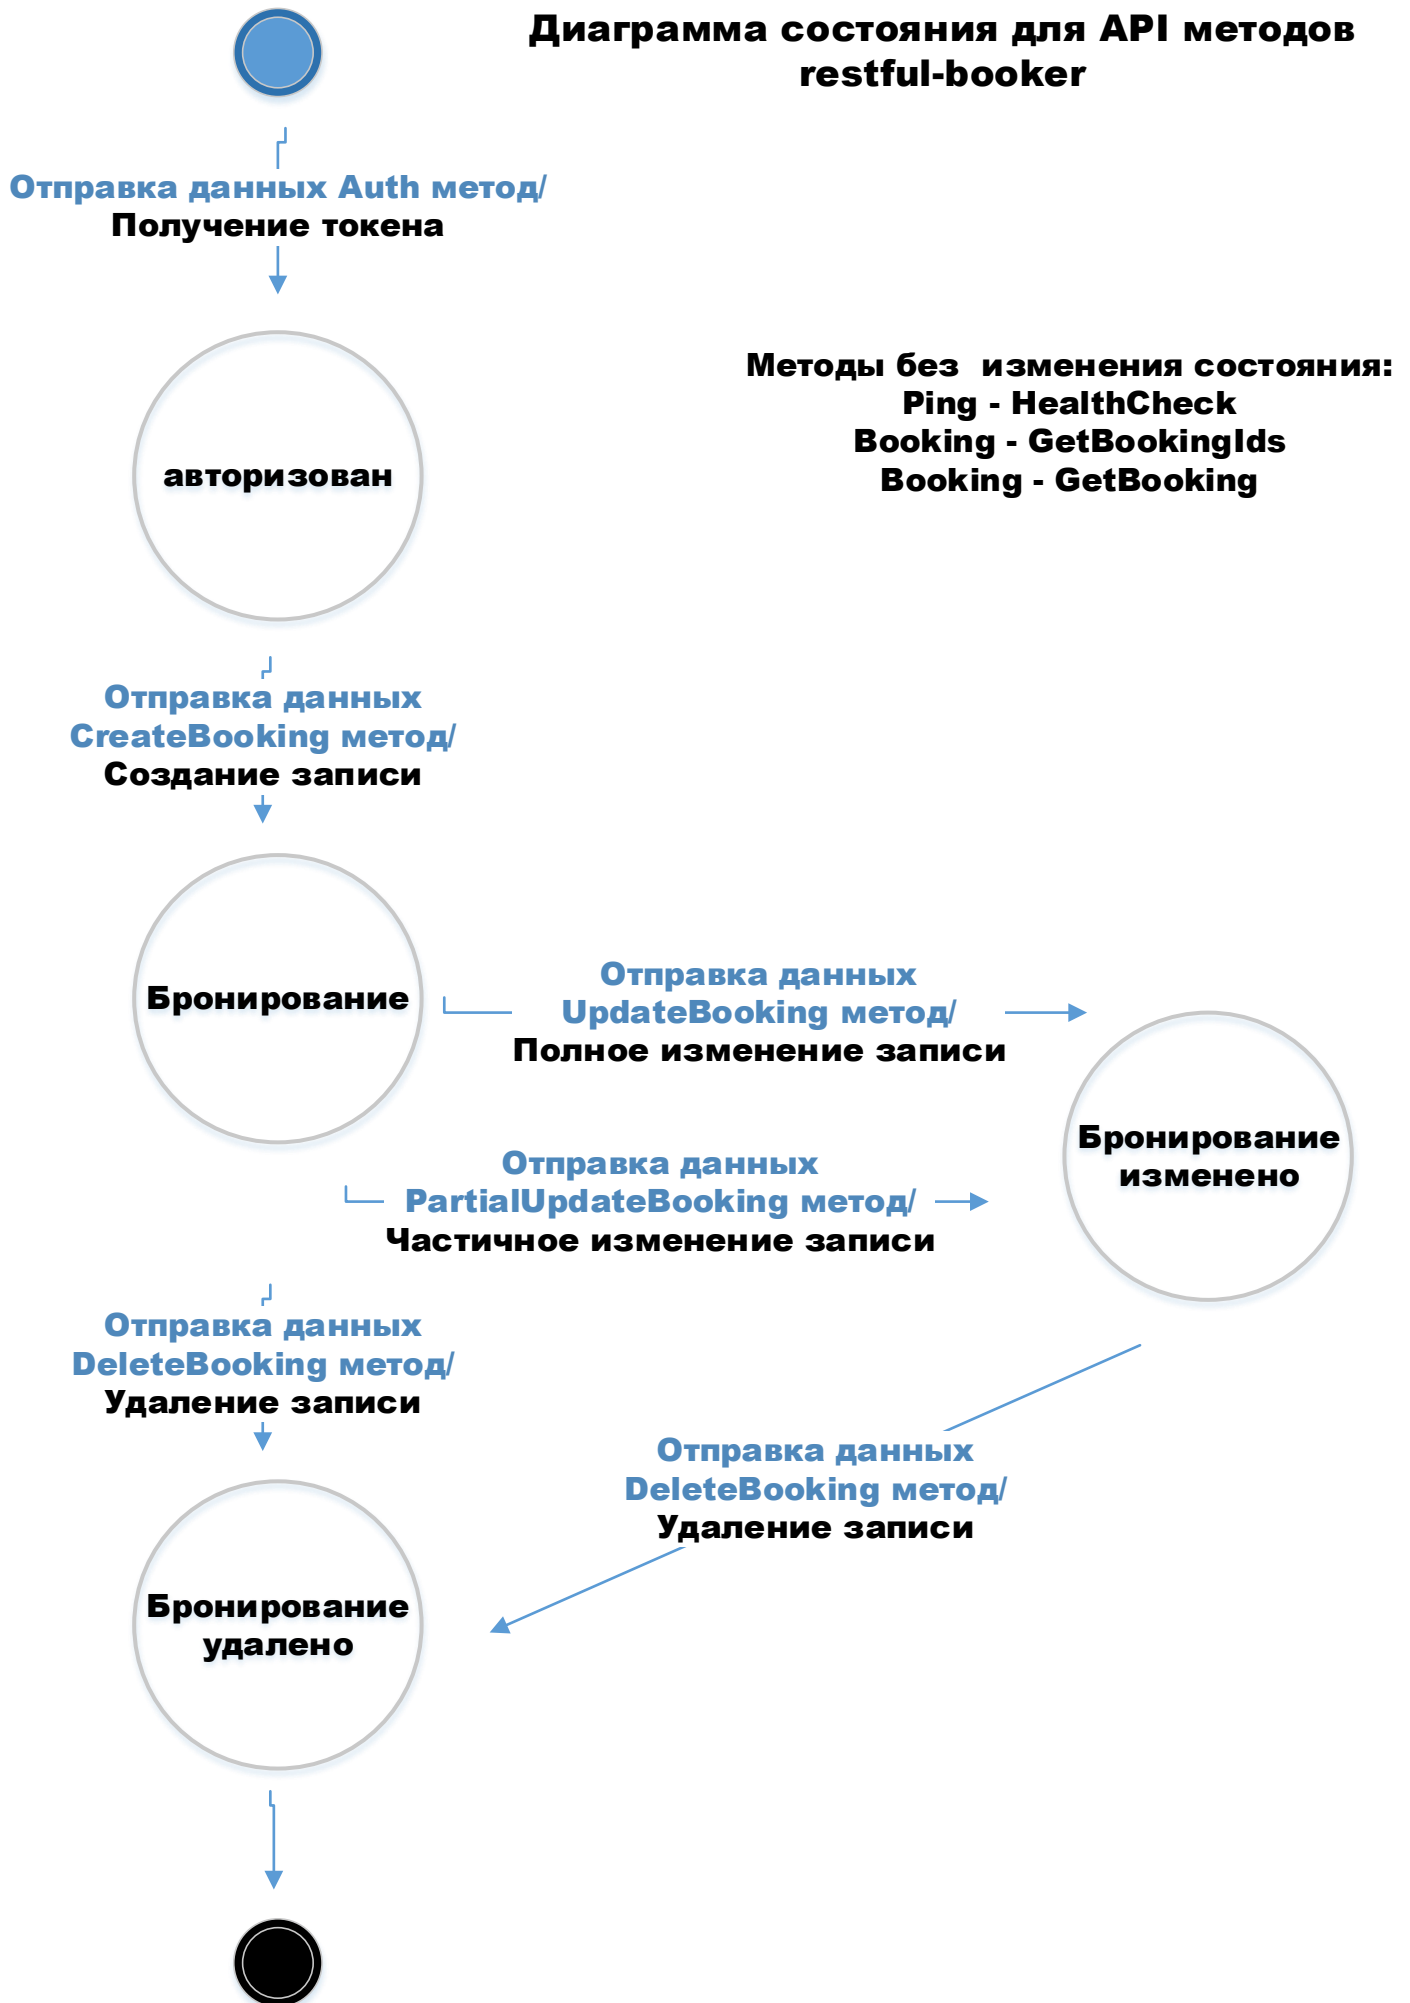 Диаграмма состояния для API методов
restful-booker
Отправка данных Auth метод/
Получение токена
авторизован
Методы без  изменения состояния:
Ping - HealthCheck
Booking - GetBookingIds
Booking - GetBooking
Отправка данных
CreateBooking метод/
Создание записи
Бронирование
Отправка данных
UpdateBooking метод/
Полное изменение записи
Бронирование
изменено
Отправка данных
PartialUpdateBooking метод/
Частичное изменение записи
Отправка данных
DeleteBooking метод/
Удаление записи
Отправка данных
DeleteBooking метод/
Удаление записи
Бронирование
удалено